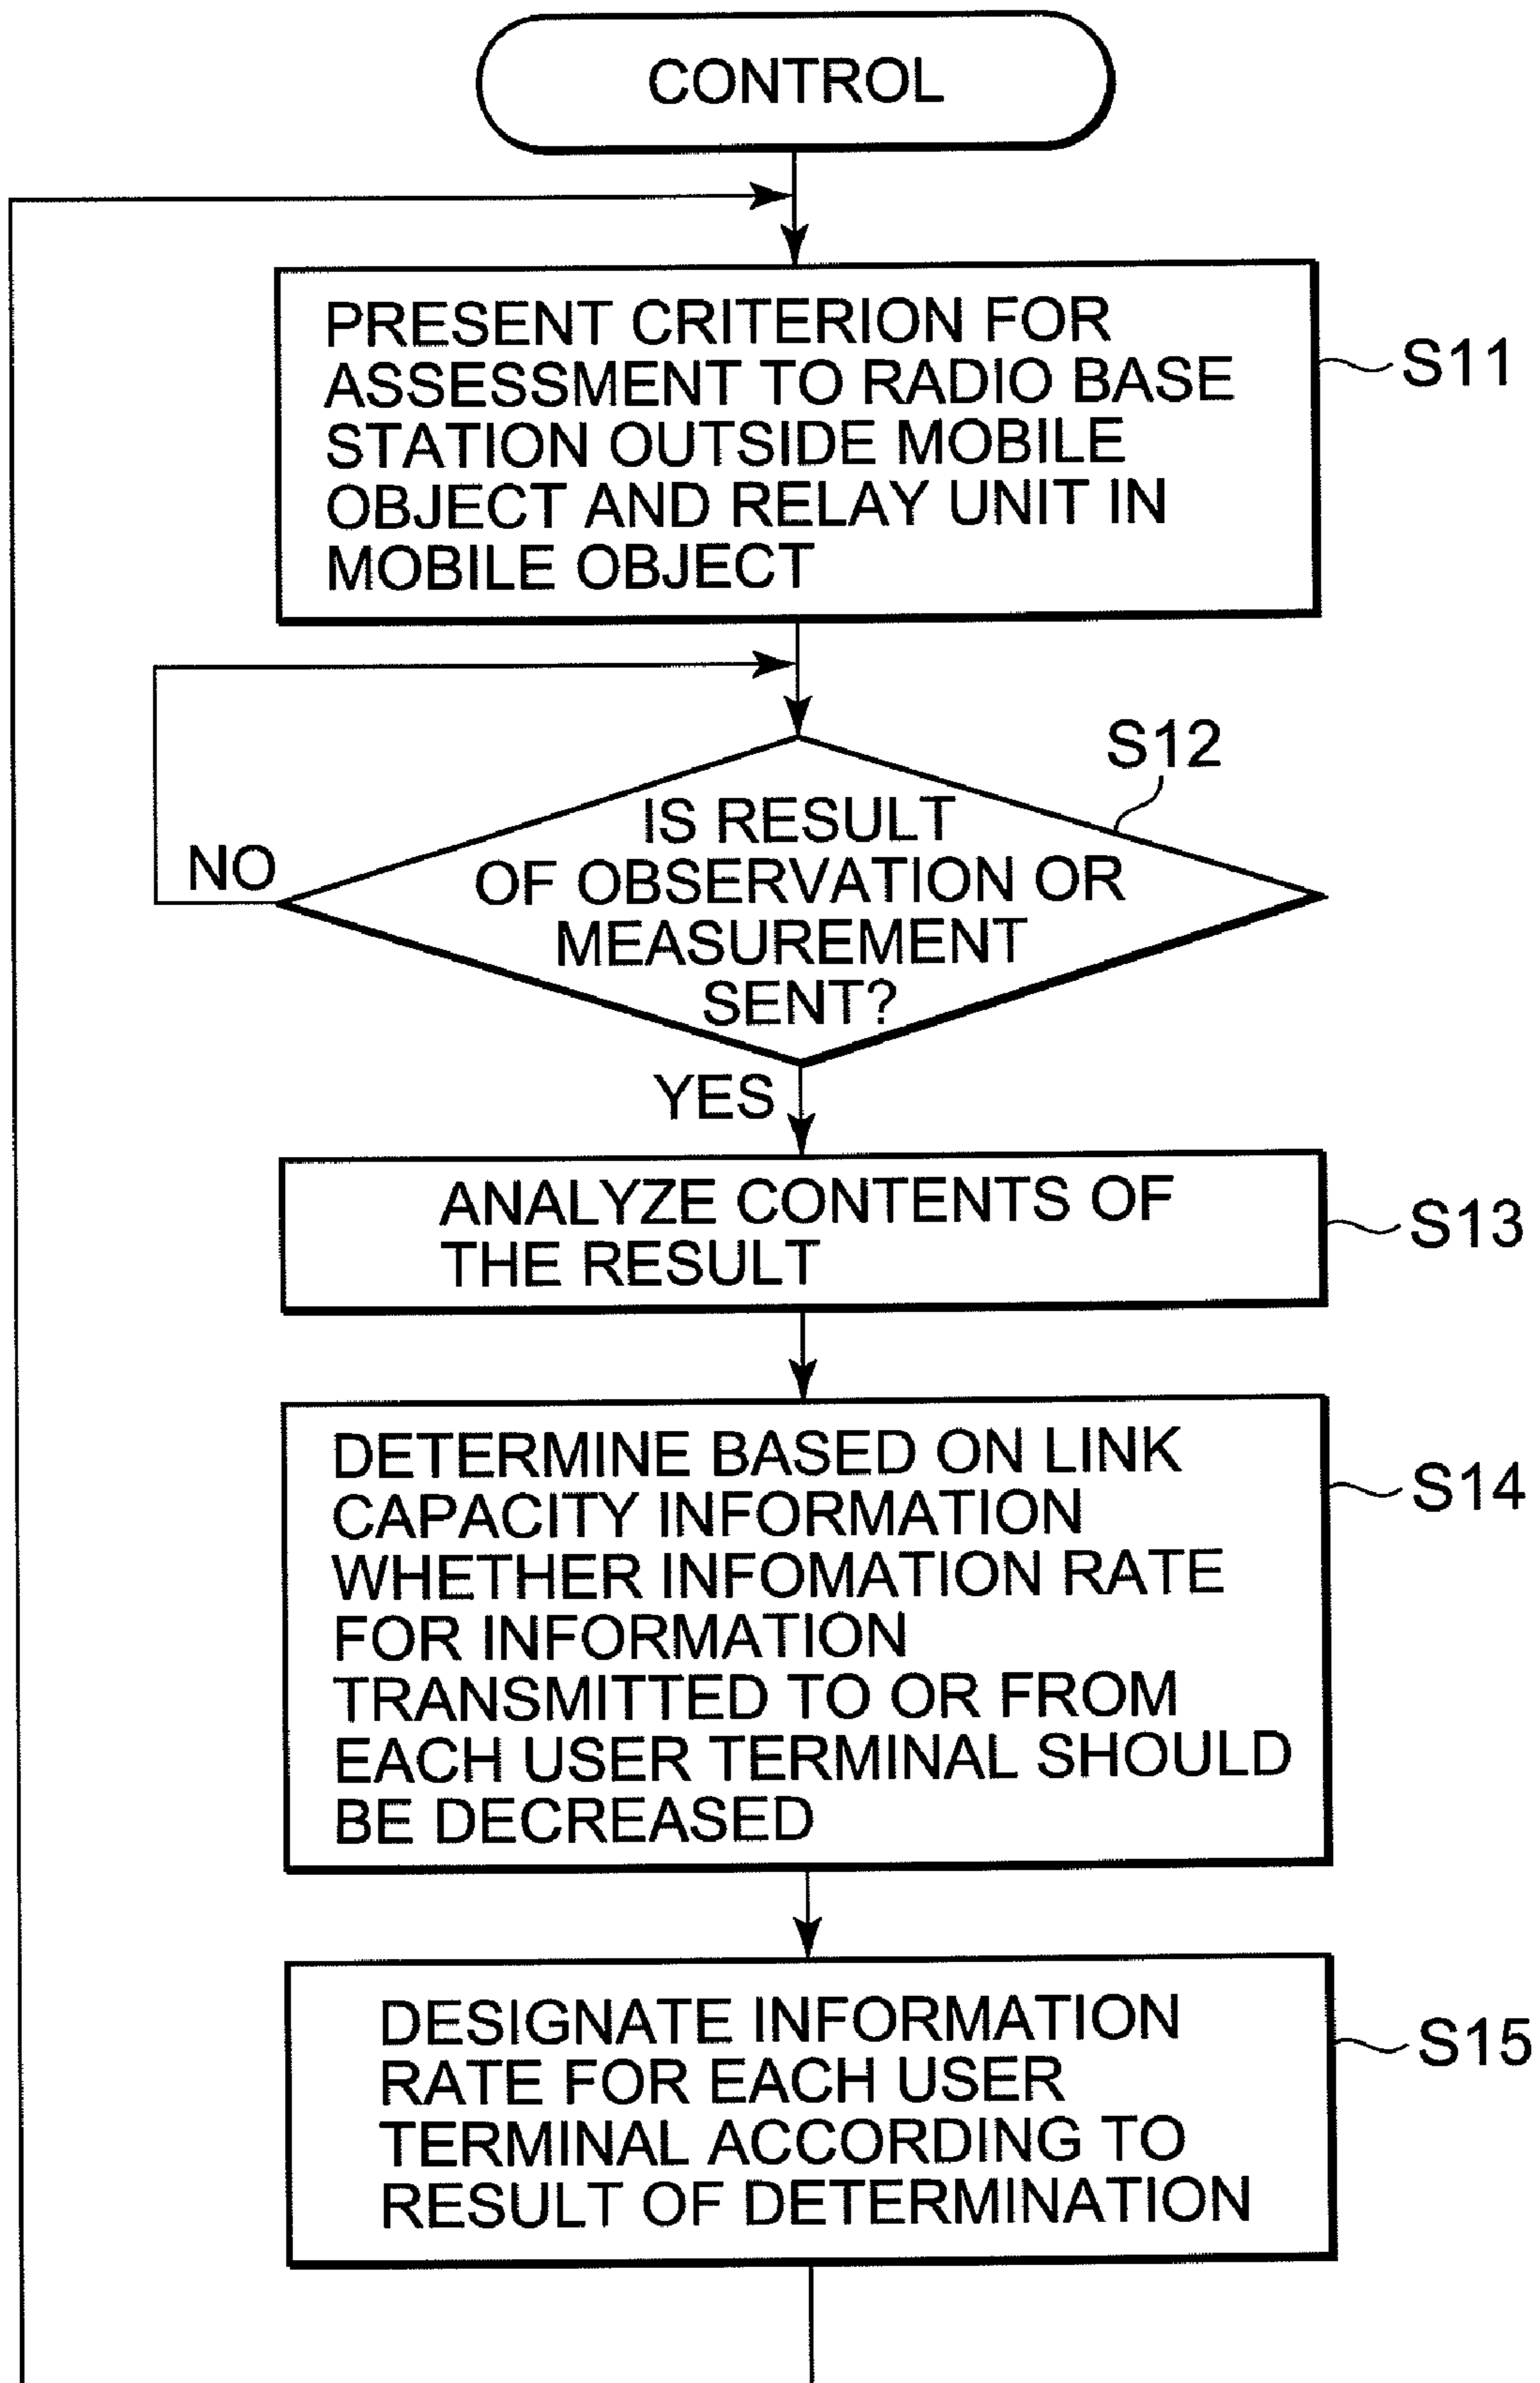 CONTROL
PRESENT CRITERION FOR
ASSESSMENT TO RADIO BASE
STATION OUTSIDE MOBILE
OBJECT AND RELAY UNIT IN
MOBILE OBJECT
S11
S12
IS RESULT
OF OBSERVATION OR
MEASUREMENT
SENT?
NO
YES
ANALYZE CONTENTS OF
THE RESULT
S13
DETERMINE BASED ON LINK
CAPACITY INFORMATION
WHETHER INFOMATION RATE
FOR INFORMATION
TRANSMITTED TO OR FROM
EACH USER TERMINAL SHOULD
BE DECREASED
S14
DESIGNATE INFORMATION
RATE FOR EACH USER
TERMINAL ACCORDING TO
RESULT OF DETERMINATION
S15